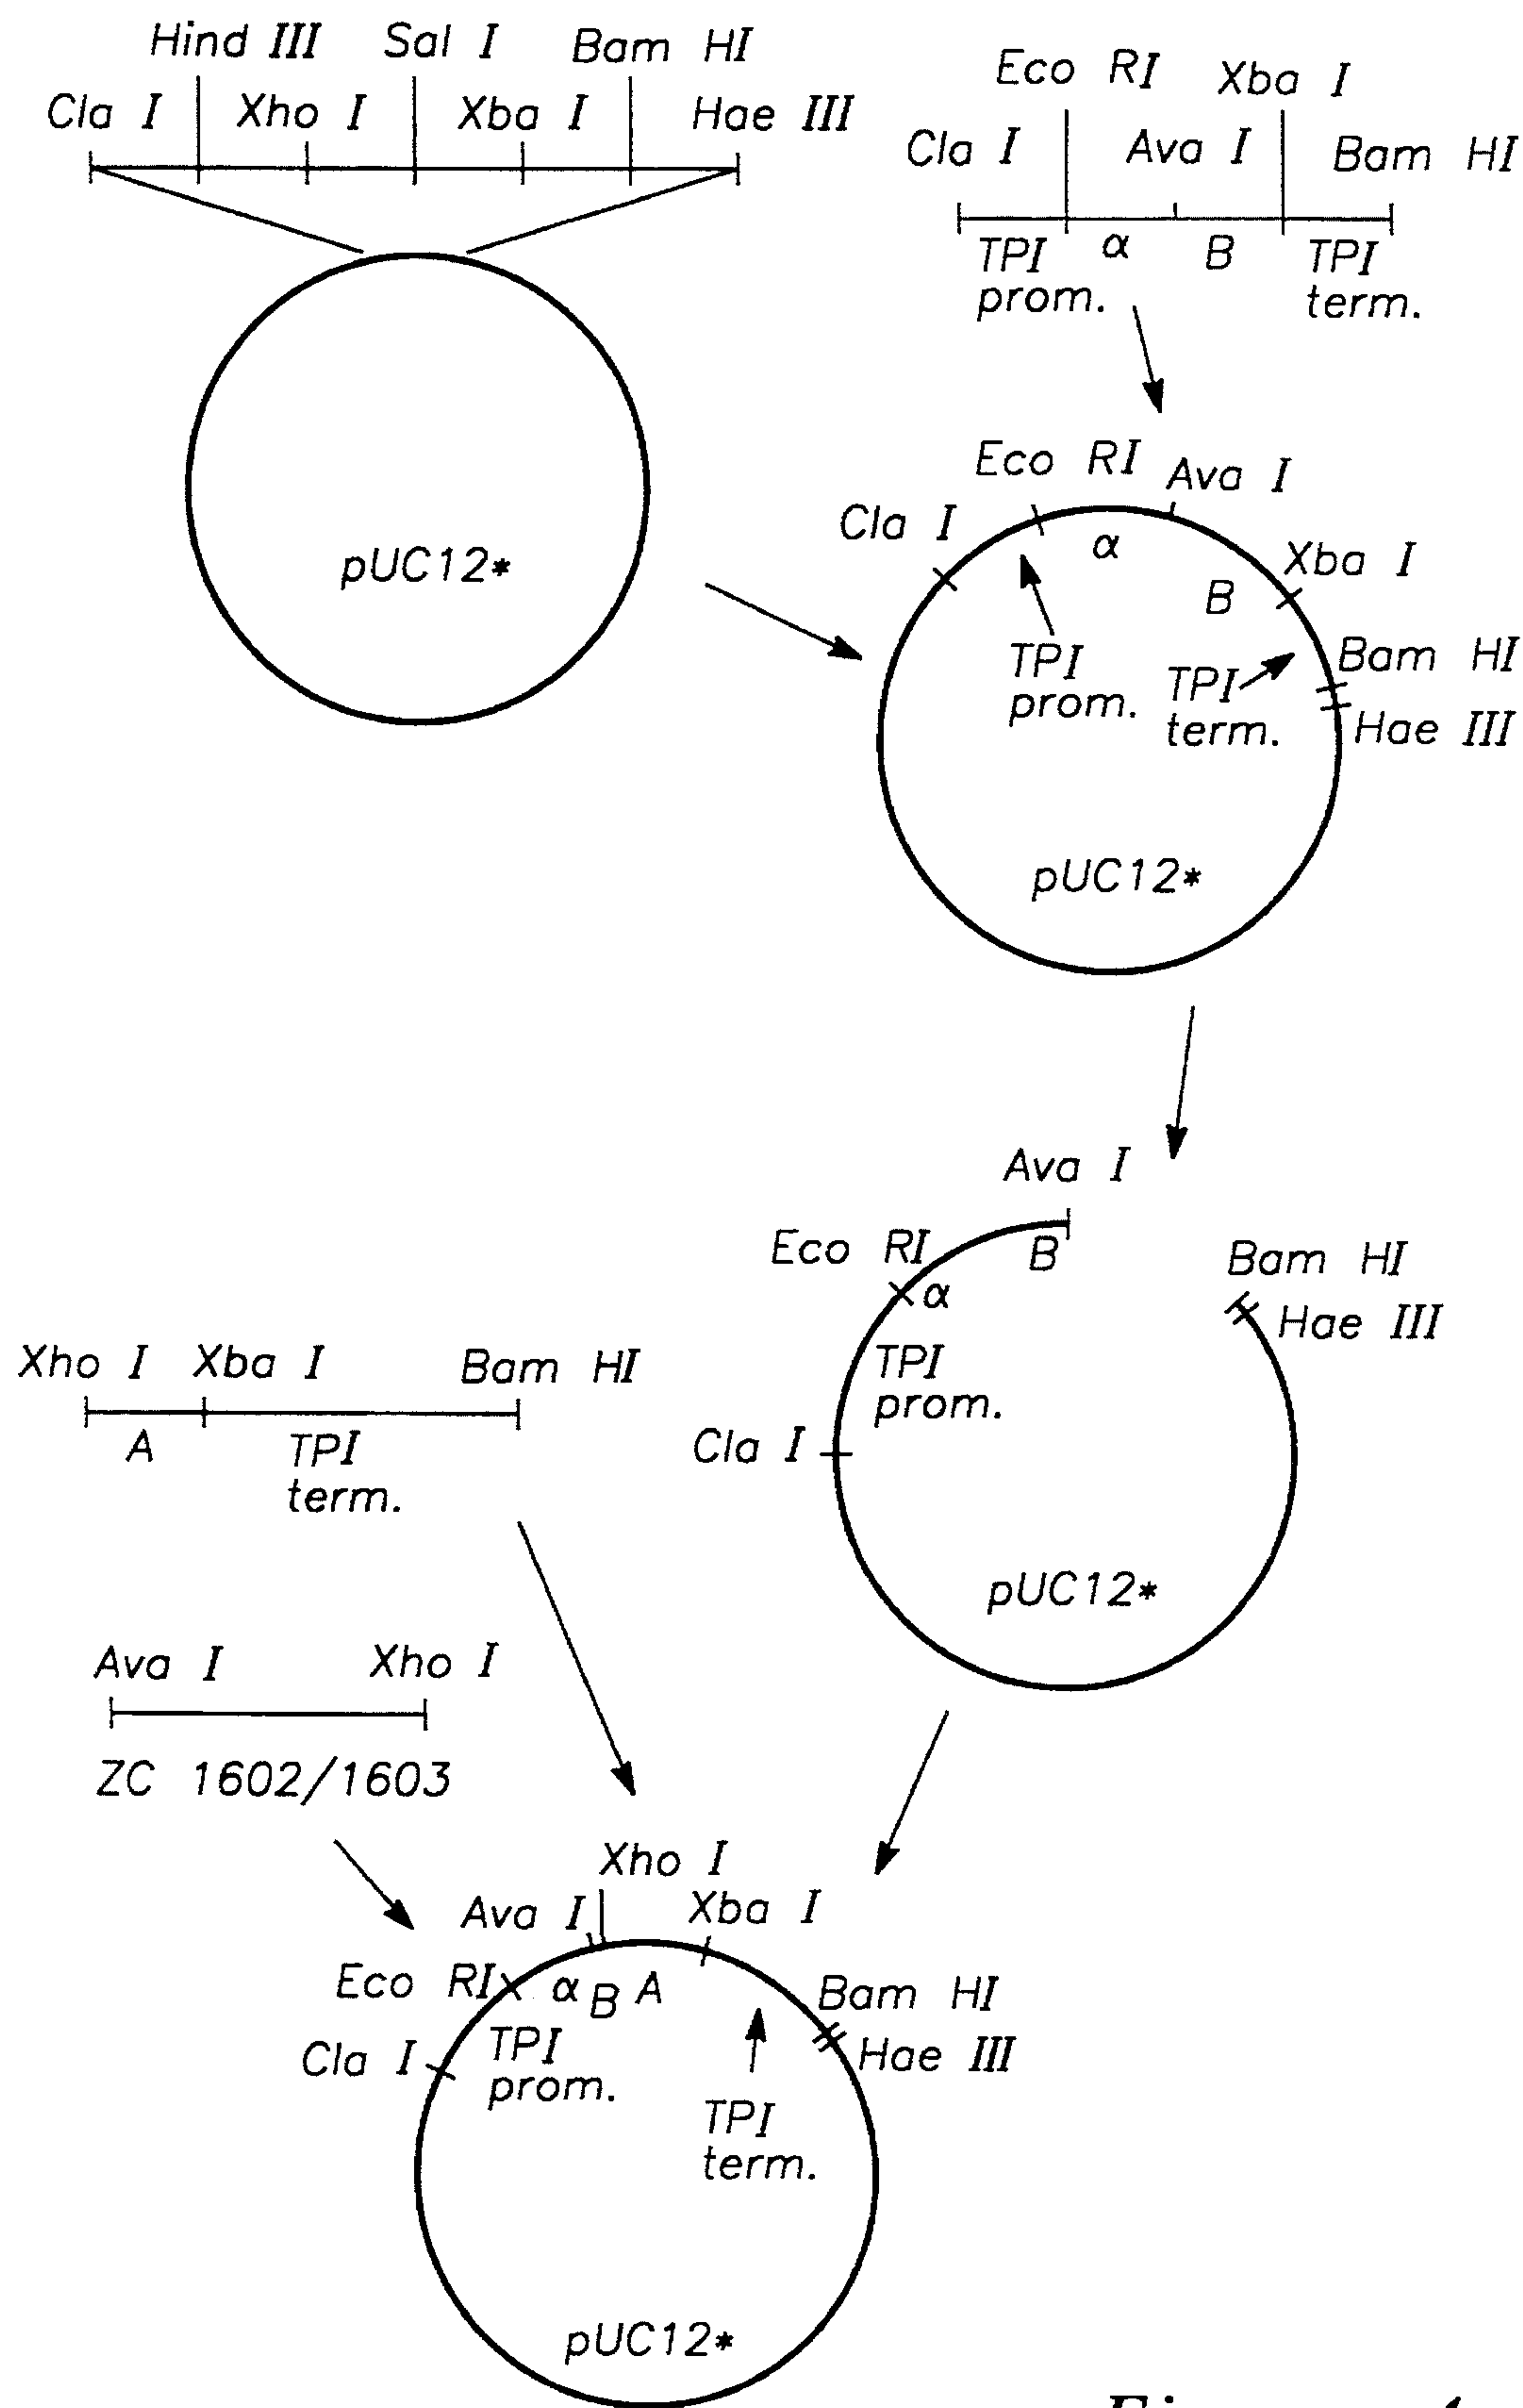 Hind III Sal I Bam HI
Cla I Xho I Xba I Hae III
pUC12*
Eco RI Xba I
Cla I Ava I Bam HI
TPI prom. α B TPI term.
Eco RI Ava I
Cla I α Xba I
B
TPI
prom.
TPI
term.
Bam HI
Hae III
pUC12*
Ava I
Eco RI B Bam HI
α Hae III
TPI
prom.
Cla I
pUC12*
Xho I Xba I Bam HI
A TPI
term.
Ava I Xho I
ZC 1602/1603
Xho I
Ava I Xba I
Eco RI α B A Bam HI
Cla I TPI
prom.
Hae III
TPI
term.
pUC12*